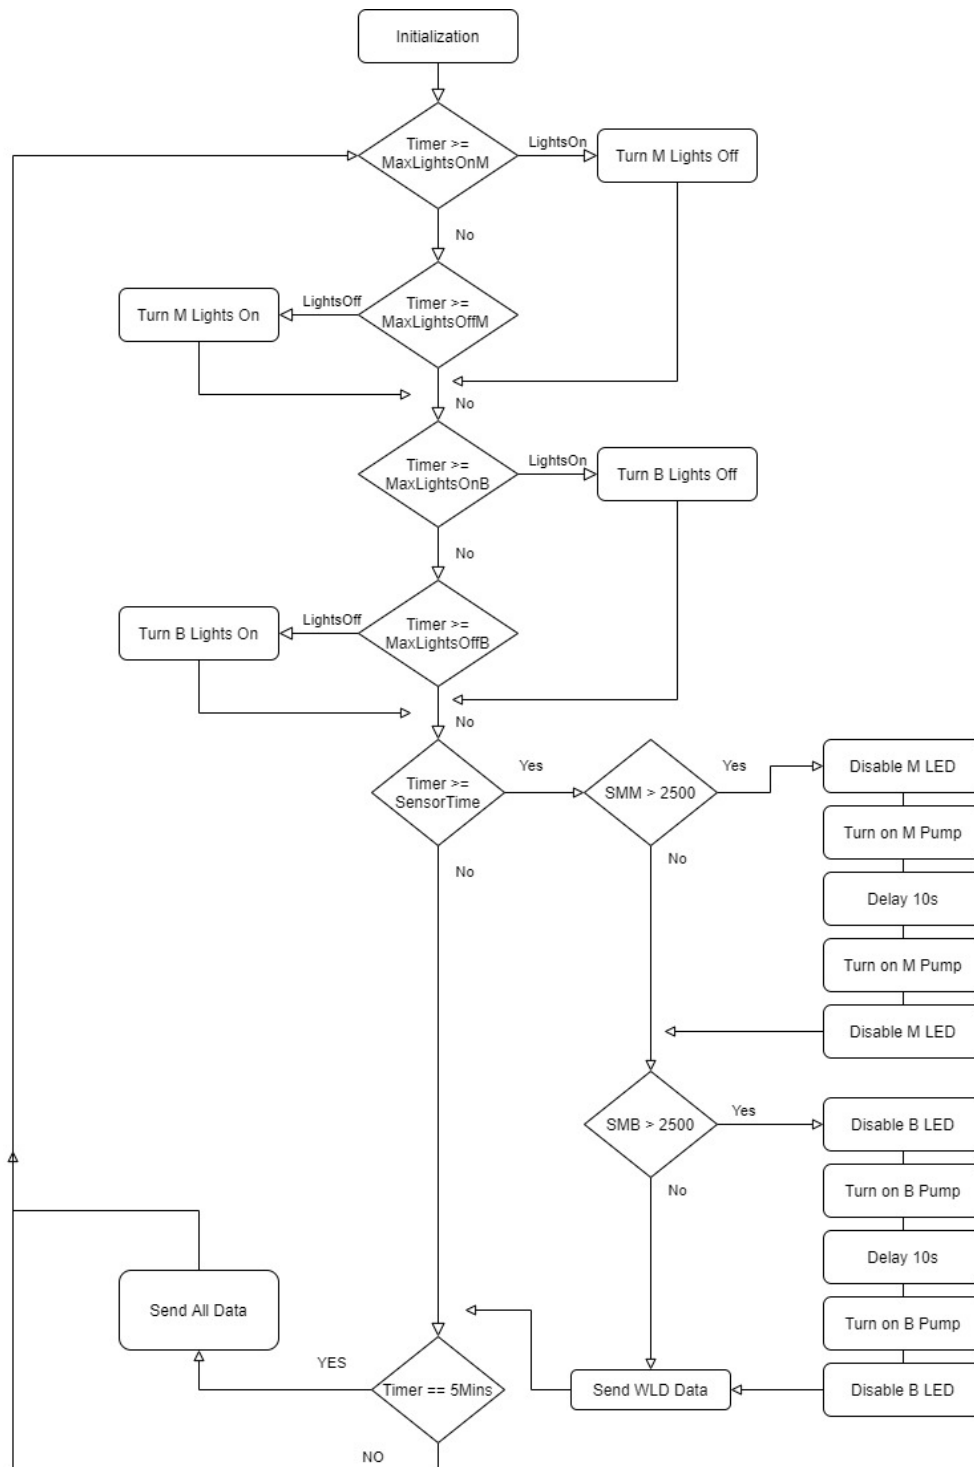 Initialization
Timer >=
MaxLightsOnM
LightsOn
Turn M Lights Off
No
Timer >=
MaxLightsOffM
LightsOff
Turn M Lights On
No
Timer >=
MaxLightsOnB
LightsOn
Turn B Lights Off
No
Timer >=
MaxLightsOffB
LightsOff
Turn B Lights On
No
Timer >=
SensorTime
Yes
SMM > 2500
Yes
Disable M LED
Turn on M Pump
Delay 10s
Turn on M Pump
Disable M LED
No
No
SMB > 2500
Yes
Disable B LED
Turn on B Pump
Delay 10s
Turn on B Pump
Disable B LED
No
Send WLD Data
Timer == 5Mins
YES
Send All Data
NO